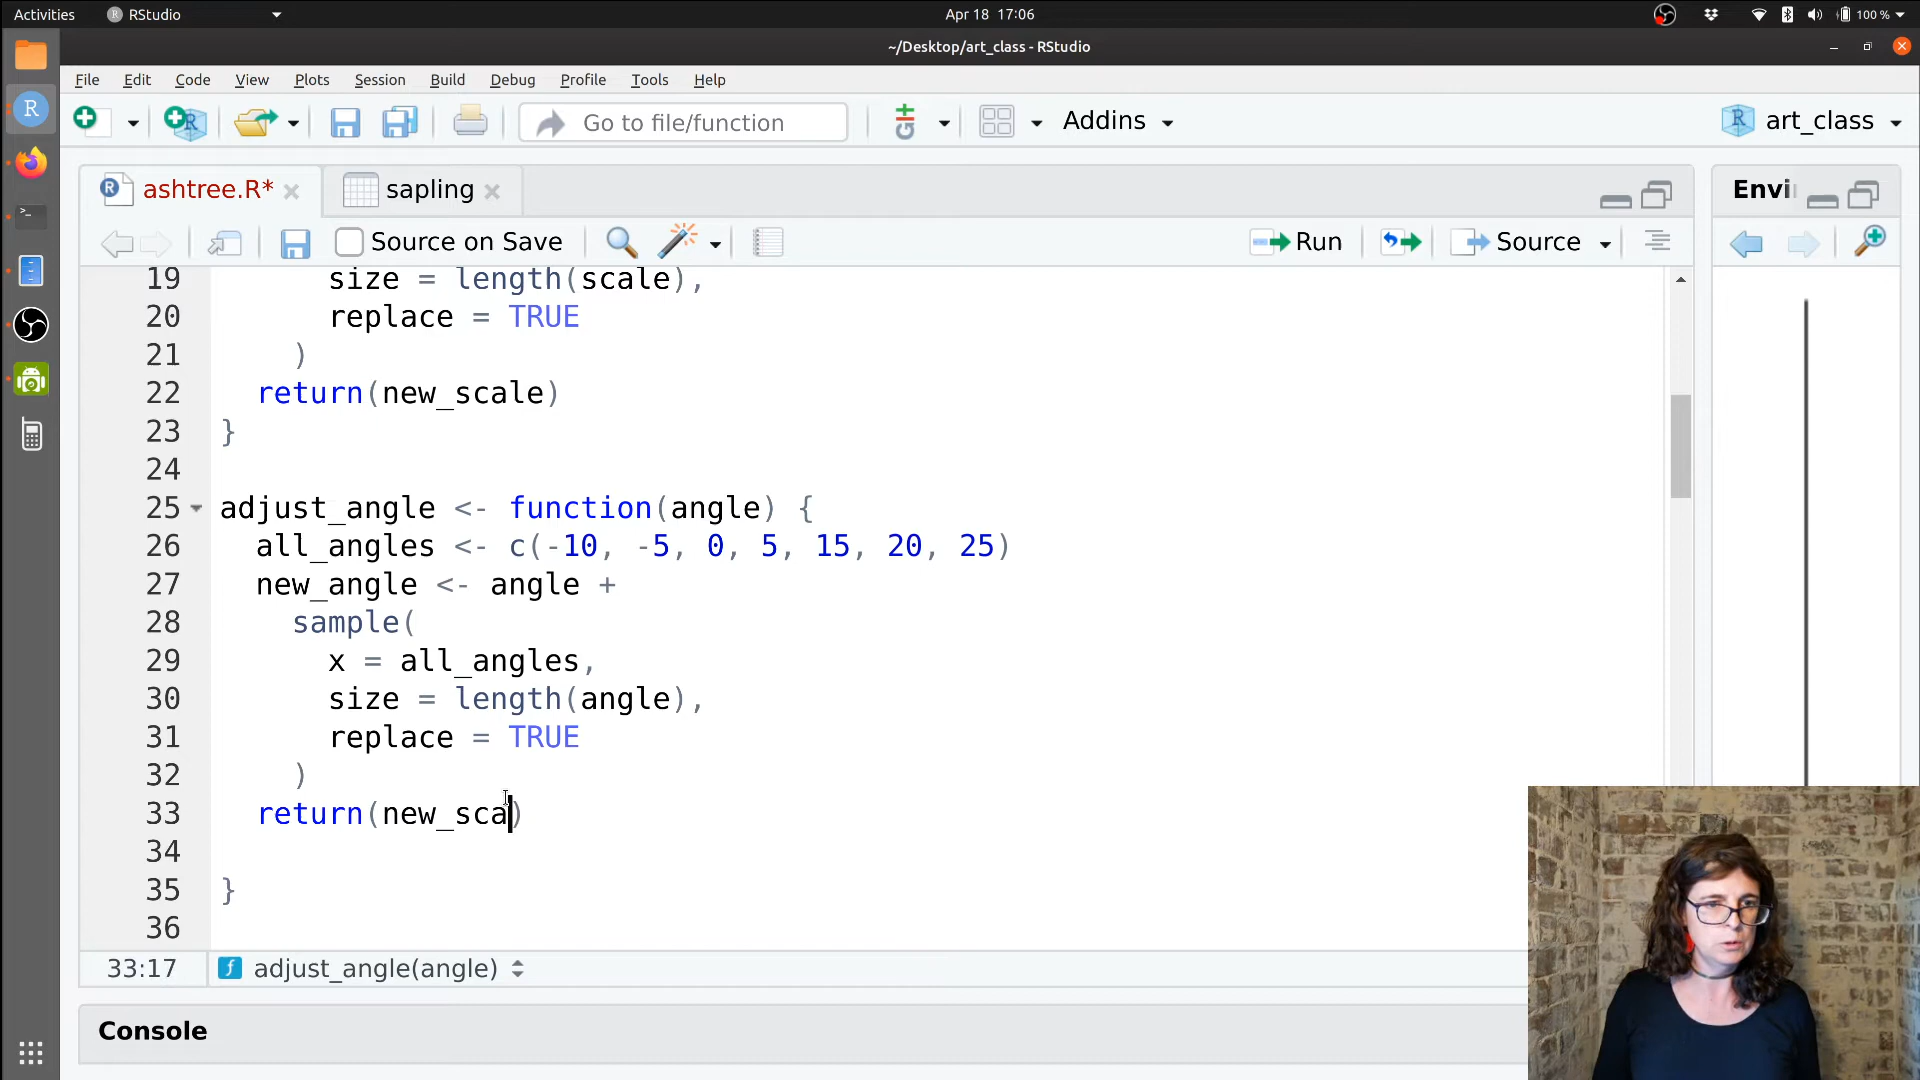 Activities RStudio Apr 18 17:06 100 %
~/Desktop/art_class - RStudio
File Edit Code View Plots Session Build Debug Profile Tools Help
Go to file/function Addins art_class
ashtree.R* sapling Envi
Source on Save Run Source
19 size = length(scale),
20 replace = TRUE
21 )
22 return(new_scale)
23 }
24
25 adjust_angle <- function(angle) {
26 all_angles <- c(-10, -5, 0, 5, 15, 20, 25)
27 new_angle <- angle +
28 sample(
29 x = all_angles,
30 size = length(angle),
31 replace = TRUE
32 )
33 return(new_sca)
34
35 }
36
33:17 adjust_angle(angle)
Console